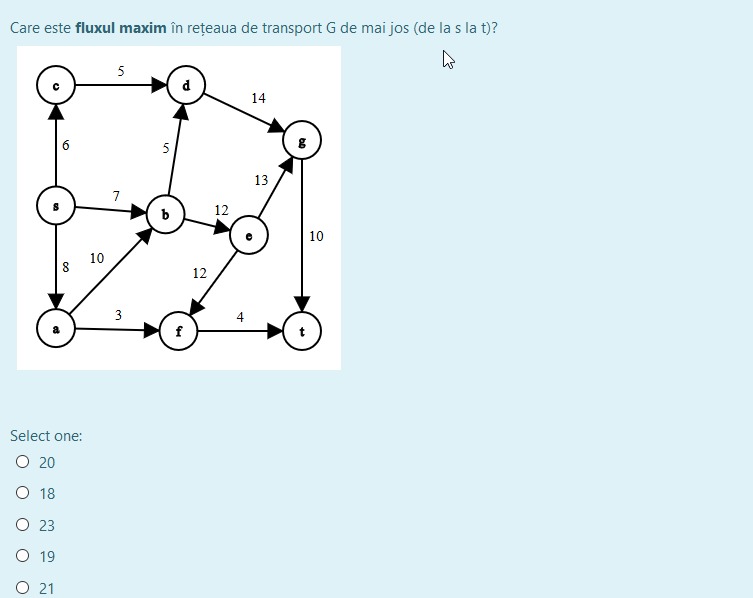 Care este fluxul maxim în rețeaua de transport G de mai jos (de la s la t)?
5
c
d
14
g
6
5
13
s
7
b
12
e
10
8
10
12
3
4
a
f
t
Select one:
20
18
23
19
21